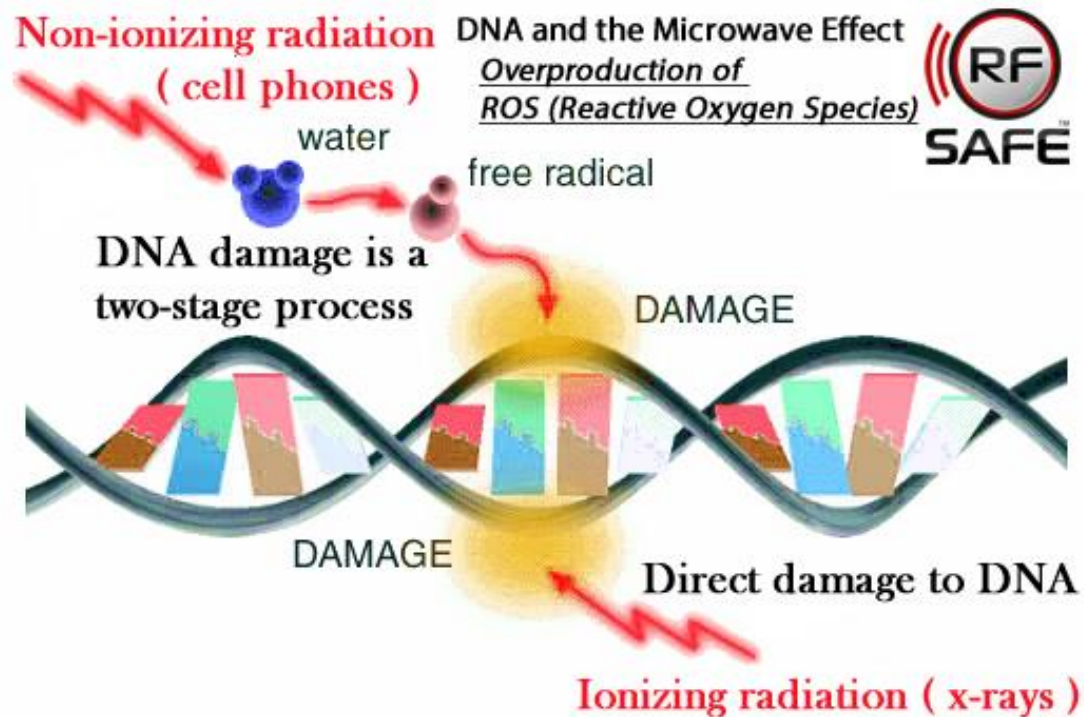 Non-ionizing radiation
( cell phones )
DNA and the Microwave Effect
Overproduction of
ROS (Reactive Oxygen Species)
RF
SAFE™
water
free radical
DNA damage is a
two-stage process
DAMAGE
DAMAGE
Direct damage to DNA
Ionizing radiation ( x-rays )